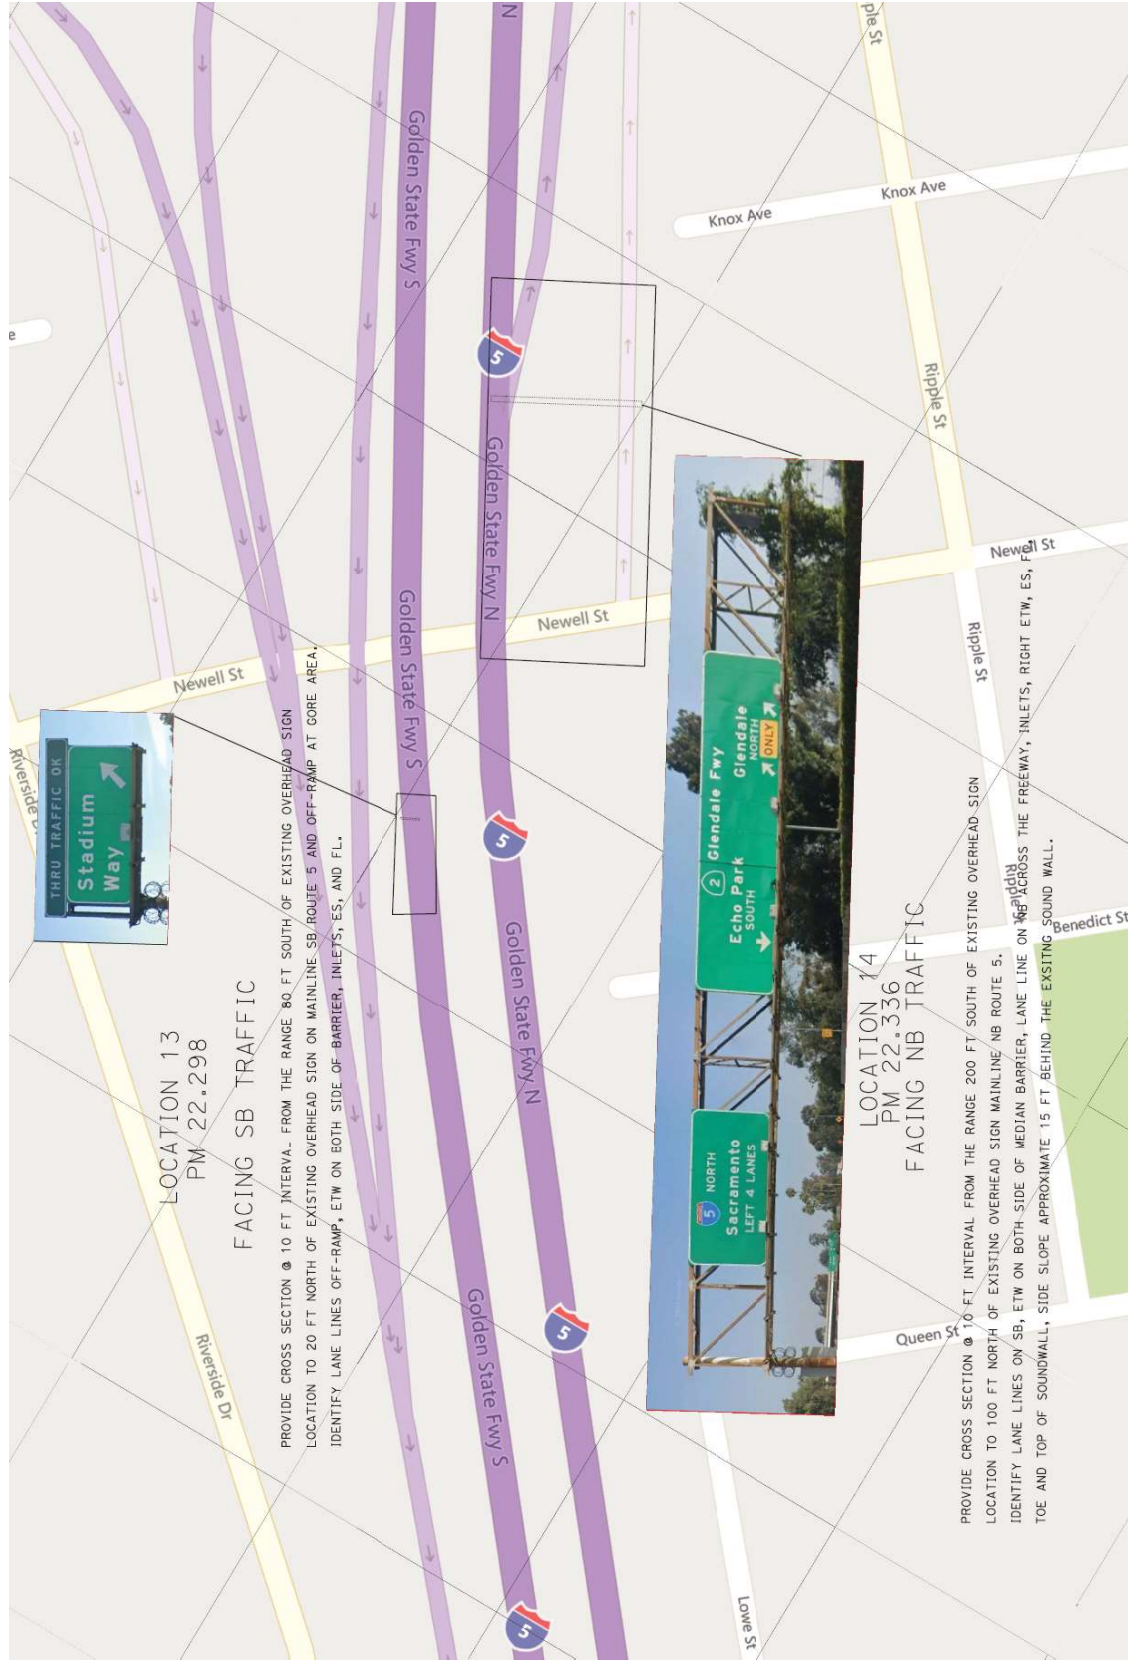 Golden State Fwy S
Golden State Fwy S
Golden State Fwy S
N
Golden State Fwy N
Golden State Fwy N
5
5
5
5
ple St
Knox Ave
Knox Ave
Ripple St
Ripple St
Ripple St
Newell St
Newell St
Newell St
Benedict St
Queen St
Lowe St
Riverside D
Riverside Dr
e
THRU TRAFFIC OK
Stadium
Way
LOCATION 13
PM 22.298
FACING SB TRAFFIC
PROVIDE CROSS SECTION @ 10 FT INTERVAL FROM THE RANGE 80 FT SOUTH OF EXISTING OVERHEAD SIGN
LOCATION TO 20 FT NORTH OF EXISTING OVERHEAD SIGN ON MAINLINE SB ROUTE 5 AND OFF-RAMP AT GORE AREA.
IDENTIFY LANE LINES OFF-RAMP, ETW ON BOTH SIDE OF BARRIER, INLETS, ES, AND FL.
5 NORTH
Sacramento
LEFT 4 LANES
2 Glendale Fwy
Echo Park
SOUTH
Glendale
NORTH
ONLY
LOCATION 14
PM 22.336
FACING NB TRAFFIC
PROVIDE CROSS SECTION @ 10 FT INTERVAL FROM THE RANGE 200 FT SOUTH OF EXISTING OVERHEAD SIGN
LOCATION TO 100 FT NORTH OF EXISTING OVERHEAD SIGN MAINLINE NB ROUTE 5.
IDENTIFY LANE LINES ON SB, ETW ON BOTH SIDE OF MEDIAN BARRIER, LANE LINE ON NB ACROSS THE FREEWAY, INLETS, RIGHT ETW, ES,
TOE AND TOP OF SOUNDWALL, SIDE SLOPE APPROXIMATE 15 FT BEHIND THE EXSITNG SOUND WALL.